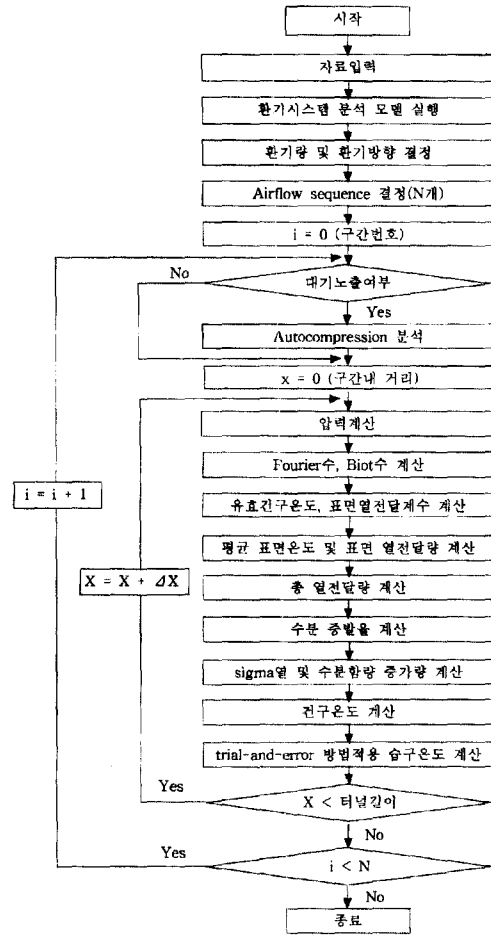 시작
자료입력
환기시스템 분석 모델 실행
환기량 및 환기방향 결정
Airflow sequence 결정(N개)
i = 0 (구간번호)
No
대기노출여부
Yes
Autocompression 분석
x = 0 (구간내 거리)
압력계산
Fourier수, Biot수 계산
i = i + 1
유효건구온도, 표면열전달계수 계산
평균 표면온도 및 표면 열전달량 계산
X = X + ΔX
총 열전달량 계산
수분 증발율 계산
sigma열 및 수분함량 증가량 계산
건구온도 계산
trial-and-error 방법적용 습구온도 계산
Yes
X < 터널길이
No
Yes
i < N
No
종료